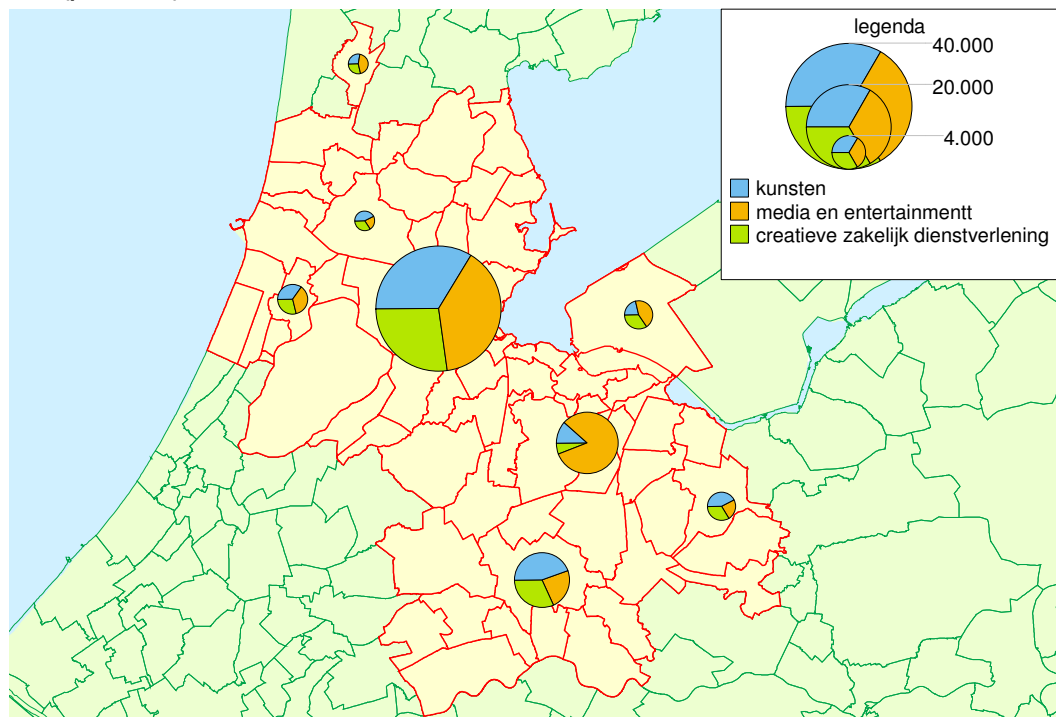 legenda
40.000
20.000
4.000
kunsten
media en entertainmentt
creatieve zakelijk dienstverlening